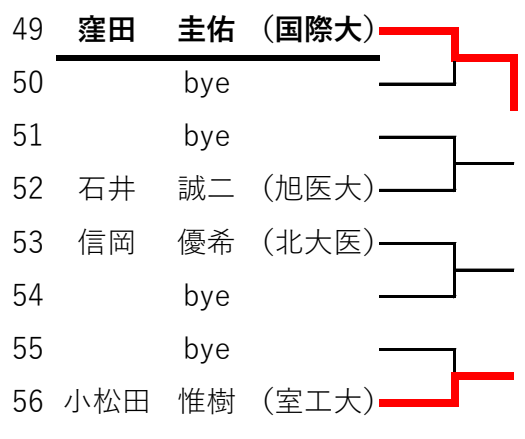 49 窪田 圭佑 （国際大）
50 bye
51 bye
52 石井 誠二 （旭医大）
53 信岡 優希 （北大医）
54 bye
55 bye
56 小松田 惟樹 （室工大）